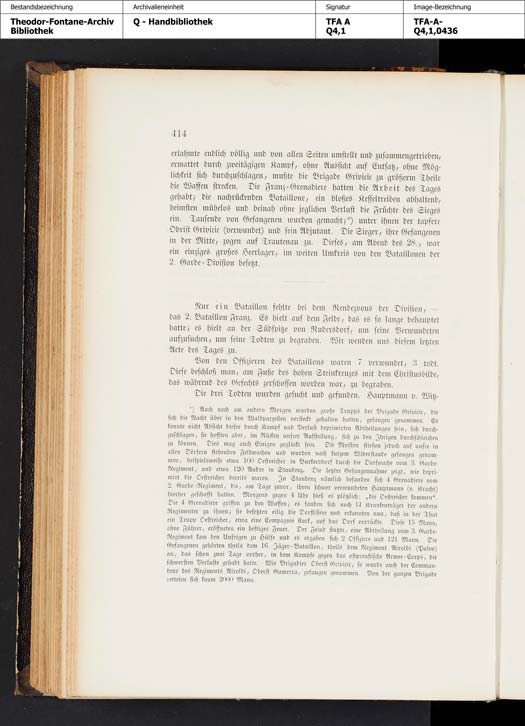 Bestandsbezeichnung
Archivalieneinheit
Signatur
Image-Bezeichnung
Theodor-Fontane-Archiv
Bibliothek
Q - Handbibliothek
TFA A
Q4,1
TFA-A-
Q4,1,0436
414
erlahmte endlich völlig und von allen Seiten umstellt und zusammengetrieben,
ermattet durch zweitägigen Kampf, ohne Aussicht auf Entsatz, ohne Mög-
lichkeit sich durchzuschlagen, mußte die Brigade Grivicic zu größerm Theile
die Waffen strecken. Die Franz-Grenadiere hatten die Arbeit des Tages
gehabt; die nachrückenden Bataillone, ein bloßes Kesseltreiben abhaltend,
heimsten mühelos und beinah ohne jeglichen Verlust die Früchte des Sieges
ein. Tausende von Gefangenen wurden gemacht;*) unter ihnen der tapfere
Obrist Grivicic (verwundet) und sein Adjutant. Die Sieger, ihre Gefangenen
in der Mitte, zogen auf Trautenau zu. Dieses, am Abend des 28., war
ein einziges großes Heerlager, im weiten Umkreis von den Bataillonen der
2. Garde-Division besetzt.
Nur ein Bataillon fehlte bei dem Rendezvous der Division, —
das 2. Bataillon Franz. Es hielt auf dem Felde, das es so lange behauptet
hatte; es hielt an der Südspitze von Rudersdorf, um seine Verwundeten
aufzusuchen, um seine Todten zu begraben. Wir wenden uns diesem letzten
Acte des Tages zu.
Von den Offizieren des Bataillons waren 7 verwundet, 3 todt.
Diese beschloß man, am Fuße des hohen Steinkreuzes mit dem Christusbilde,
das während des Gefechts zerschossen worden war, zu begraben.
Die drei Todten wurden gesucht und gefunden. Hauptmann v. Witz-
*) Auch noch am andern Morgen wurden große Trupps der Brigade Grivicic, die
sich die Nacht über in den Waldparzellen versteckt gehalten hatten, gefangen genommen. Es
konnte nicht Absicht dieser durch Kampf und Verlust deprimirten Abtheilungen sein, sich durch-
zuschlagen, sie hofften aber, im Rücken unsrer Aufstellung, sich zu den Ihrigen durchschleichen
zu können. Dies mag auch Einigen geglückt sein. Die Meisten stießen jedoch auf unsre in
allen Dörfern stehenden Feldwachen und wurden nach kurzem Widerstande gefangen genom-
men, beispielsweise etwa 100 Oestreicher in Burkersdorf durch die Dorfwache vom 3. Garde-
Regiment, und etwa 120 Andre in Staudenz. Die letzte Gefangennahme zeigt, wie depri-
mirt die Oestreicher bereits waren. In Staudenz nämlich befanden sich 4 Grenadiere vom
2. Garde-Regiment, die, am Tage zuvor, ihren schwer verwundeten Hauptmann (v. Kracht)
hierher geschafft hatten. Morgens gegen 4 Uhr hieß es plötzlich: „die Oestreicher kommen“.
Die 4 Grenadiere griffen zu den Waffen; es fanden sich noch 11 Krankenträger der andern
Regimenter zu ihnen; sie besetzten eilig die Dorflisière und erkannten nun, daß in der That
ein Trupp Oestreicher, etwa eine Compagnie stark, auf das Dorf vorrückte. Diese 15 Mann,
ohne Führer, eröffneten ein heftiges Feuer. Der Feind stutzte, eine Abtheilung vom 3. Garde-
Regiment kam den Unsrigen zu Hülfe und es ergaben sich 2 Offiziere und 121 Mann. Die
Gefangenen gehörten theils dem 16. Jäger-Bataillon, theils dem Regiment Airoldi (Polen)
an, das schon zwei Tage vorher, in dem Kampfe gegen das ostpreußische Armee-Corps, die
schwersten Verluste gehabt hatte. Wie Brigadier Oberst Grivicic, so wurde auch der Comman-
deur des Regiments Airoldi, Oberst Gamerra, gefangen genommen. Von der ganzen Brigade
retteten sich kaum 2000 Mann.